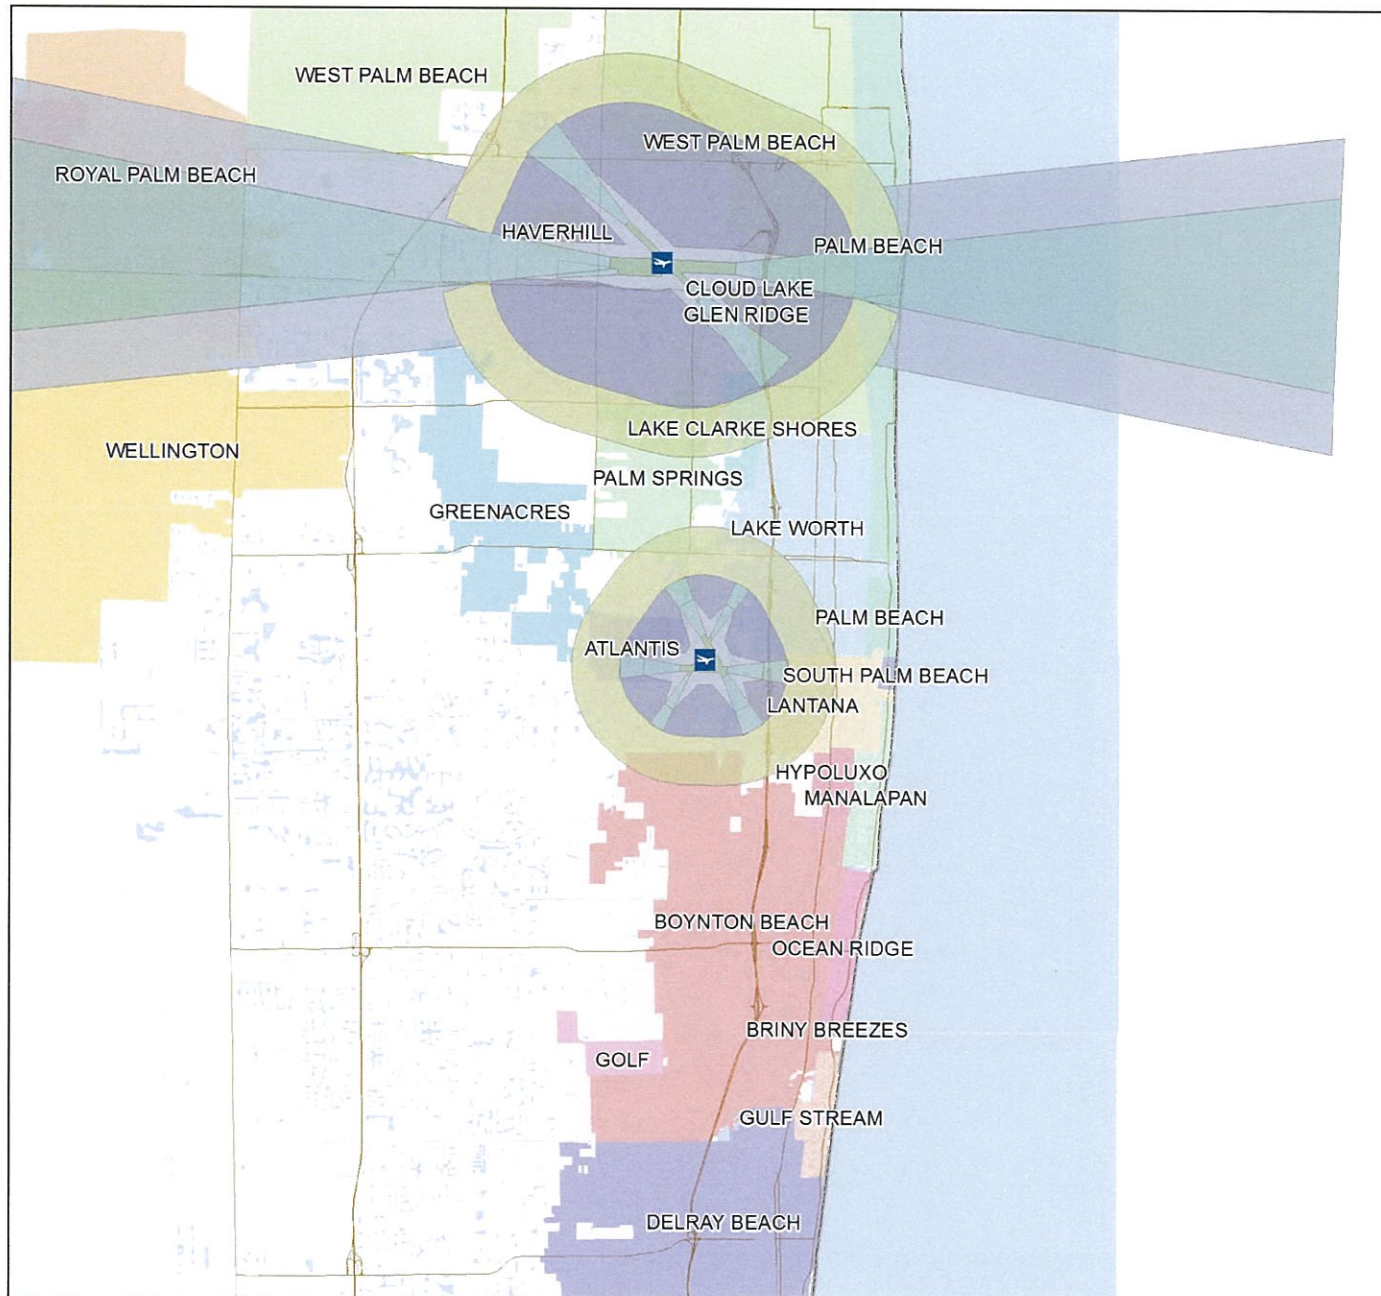 WEST PALM BEACH
WEST PALM BEACH
ROYAL PALM BEACH
HAVERHILL
PALM BEACH
CLOUD LAKE
GLEN RIDGE
LAKE CLARKE SHORES
WELLINGTON
PALM SPRINGS
GREENACRES
LAKE WORTH
PALM BEACH
ATLANTIS
SOUTH PALM BEACH
LANTANA
HYPOLUXO
MANALAPAN
BOYNTON BEACH
OCEAN RIDGE
BRINY BREEZES
GOLF
GULF STREAM
DELRAY BEACH